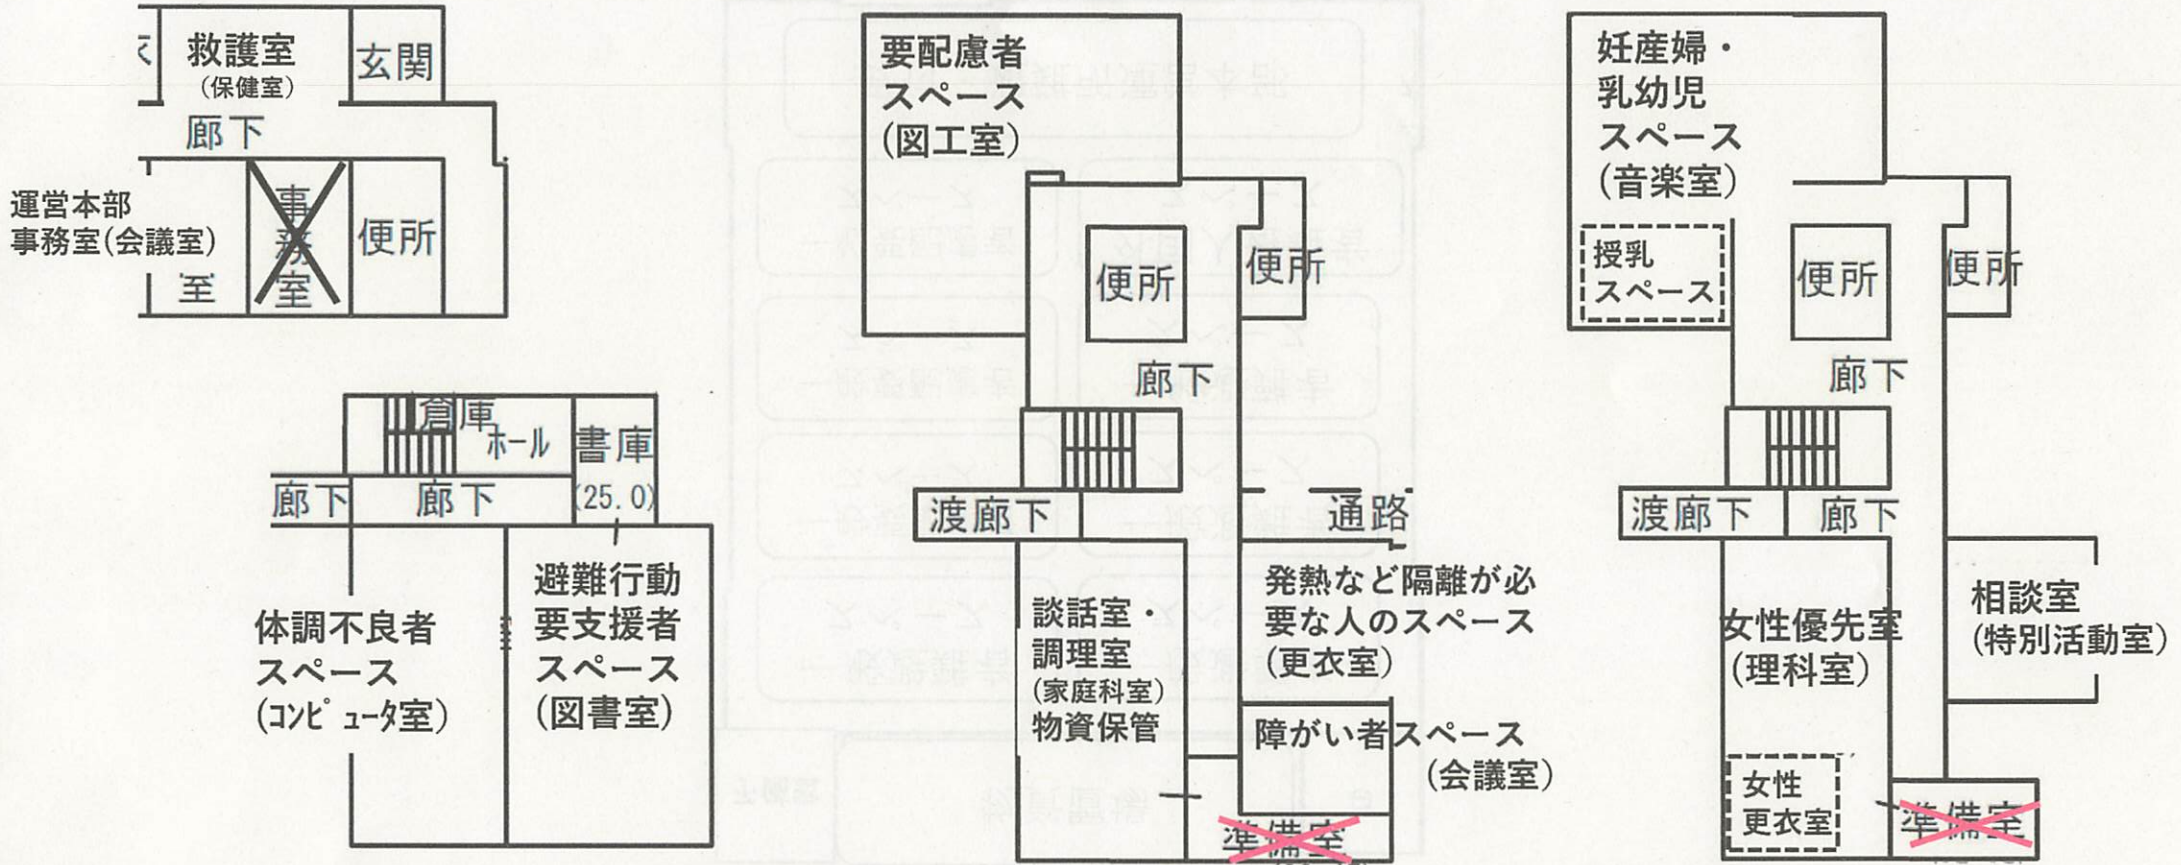 救護室
(保健室)
玄関
廊下
運営本部
事務室(会議室)
室
事務室
便所
倉庫
ホール
書庫
(25.0)
廊下
廊下
体調不良者
スペース
(コンピュータ室)
避難行動
要支援者
スペース
(図書室)
要配慮者
スペース
(図工室)
便所
便所
廊下
渡廊下
通路
談話室・
調理室
(家庭科室)
物資保管
発熱など隔離が必
要な人のスペース
(更衣室)
障がい者スペース
(会議室)
準備室
妊産婦・
乳幼児
スペース
(音楽室)
授乳
スペース
便所
便所
廊下
渡廊下
廊下
女性優先室
(理科室)
相談室
(特別活動室)
女性
更衣室
準備室